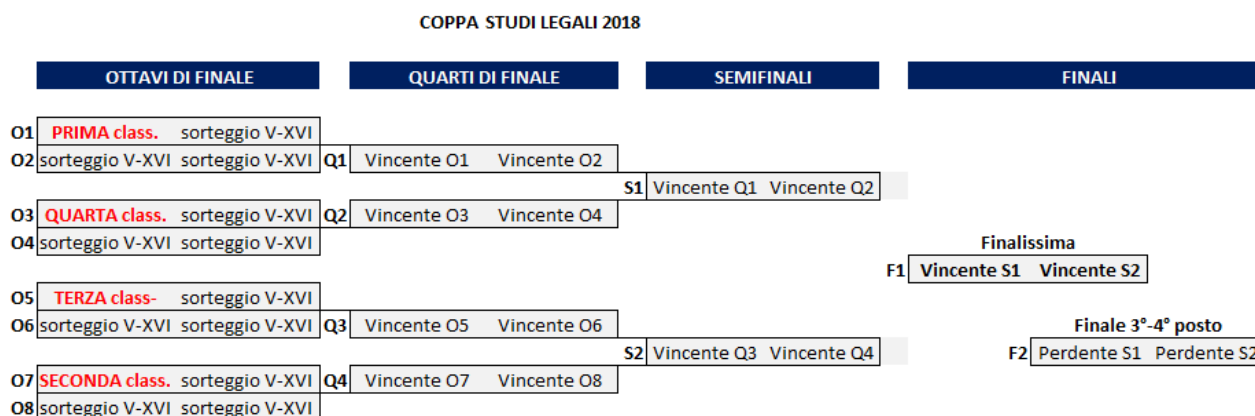 COPPA STUDI LEGALI 2018
OTTAVI DI FINALE QUARTI DI FINALE SEMIFINALI FINALI
O1 PRIMA class. sorteggio V-XVI
O2 sorteggio V-XVI sorteggio V-XVI Q1 Vincente O1 Vincente O2
S1 Vincente Q1 Vincente Q2
O3 QUARTA class. sorteggio V-XVI Q2 Vincente O3 Vincente O4
O4 sorteggio V-XVI sorteggio V-XVI Finalissima
F1 Vincente S1 Vincente S2
O5 TERZA class- sorteggio V-XVI
O6 sorteggio V-XVI sorteggio V-XVI Q3 Vincente O5 Vincente O6 Finale 3°-4° posto
S2 Vincente Q3 Vincente Q4 F2 Perdente S1 Perdente S2
O7 SECONDA class. sorteggio V-XVI Q4 Vincente O7 Vincente O8
O8 sorteggio V-XVI sorteggio V-XVI